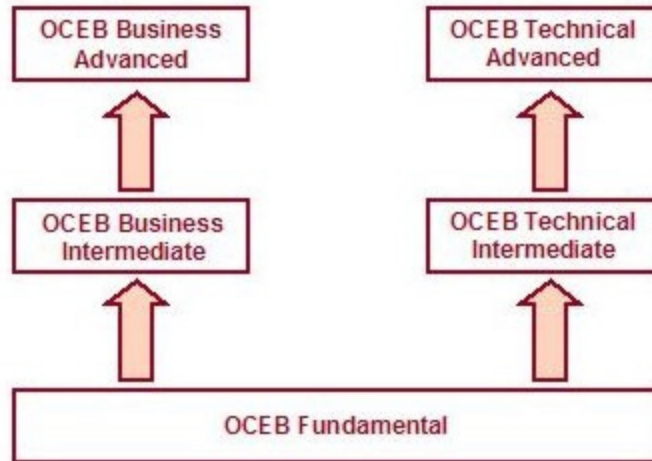 OCEB Business
Advanced
OCEB Technical
Advanced
OCEB Business
Intermediate
OCEB Technical
Intermediate
OCEB Fundamental